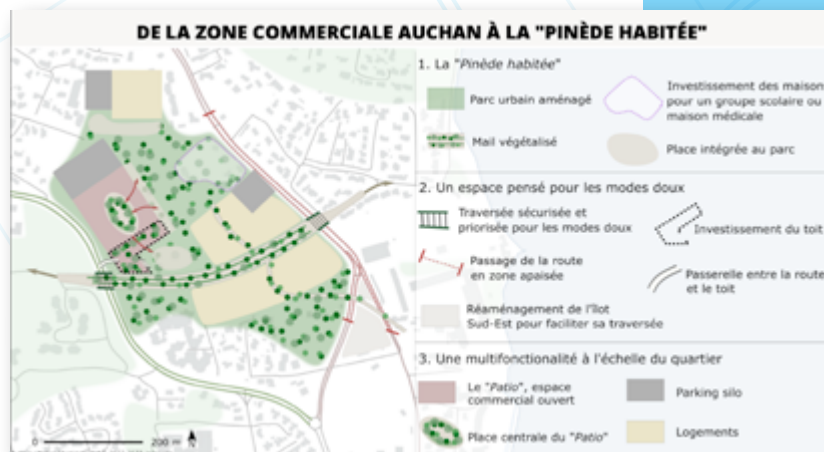 DE LA ZONE COMMERCIALE AUCHAN À LA "PINÈDE HABITÉE"
1. La "Pinède habitée"
Parc urbain aménagé
Mail végétalisé
Investissement des maison
pour un groupe scolaire ou
maison médicale
Place intégrée au parc
2. Un espace pensé pour les modes doux
Traversée sécurisée et
priorisée pour les modes doux
Investissement du toit
Passage de la route
en zone apaisée
Passerelle entre la route
et le toit
Réaménagement de l'îlot
Sud-Est pour faciliter sa traversée
3. Une multifonctionalité à l'échelle du quartier
Le "Patio", espace
commercial ouvert
Parking silo
Place centrale du "Patio"
Logements
0 200 m N